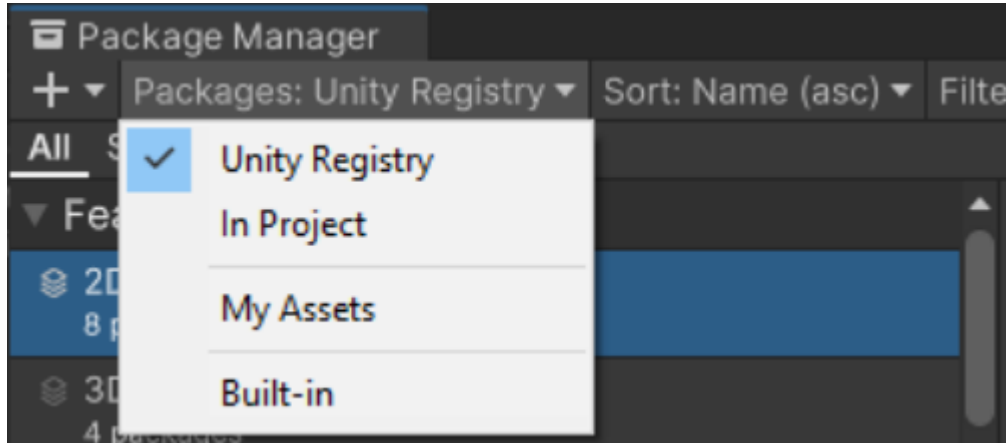 Package Manager
Packages: Unity Registry Sort: Name (asc)
All
Unity Registry
In Project
My Assets
Built-in
4 packages